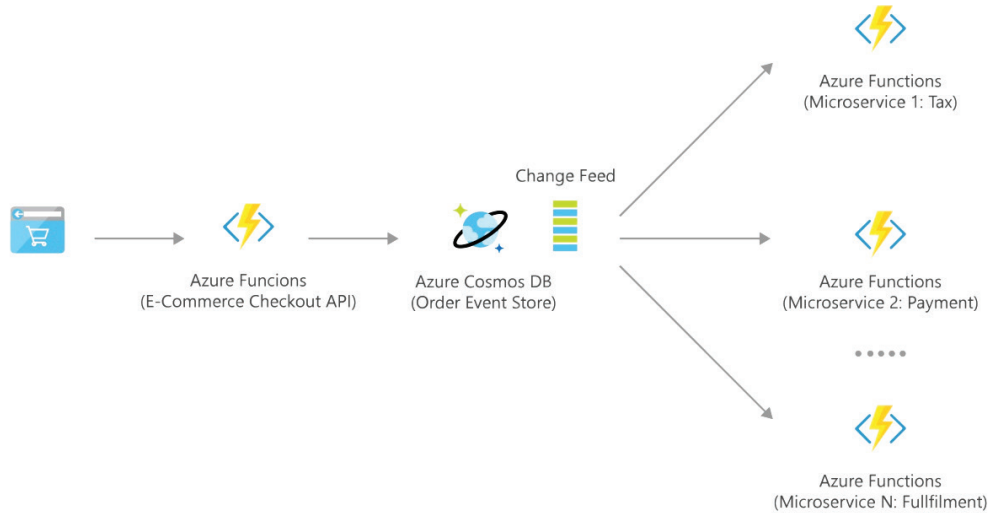 Azure Functions
(Microservice 1: Tax)
Change Feed
Azure Funcions
(E-Commerce Checkout API)
Azure Cosmos DB
(Order Event Store)
Azure Functions
(Microservice 2: Payment)
Azure Functions
(Microservice N: Fullfilment)